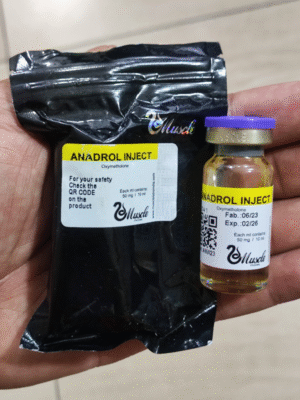 Muscle
ANADROL INJECT
Oxymetholone
For your safety
Check the
QR CODE
on the
product
Each ml contains
50 mg / 10 ml
Muscle
ANADROL INJECT
Oxymetholone
Fab.:06/23
Exp.:02/26
Each ml contains
50 mg / 10 ml
Muscle